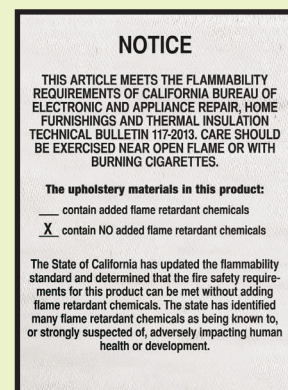 NOTICE
THIS ARTICLE MEETS THE FLAMMABILITY
REQUIREMENTS OF CALIFORNIA BUREAU OF
ELECTRONIC AND APPLIANCE REPAIR, HOME
FURNISHINGS AND THERMAL INSULATION
TECHNICAL BULLETIN 117-2013. CARE SHOULD
BE EXERCISED NEAR OPEN FLAME OR WITH
BURNING CIGARETTES.
The upholstery materials in this product:
___ contain added flame retardant chemicals
_X_ contain NO added flame retardant chemicals
The State of California has updated the flammability
standard and determined that the fire safety require-
ments for this product can be met without adding
flame retardant chemicals. The state has identified
many flame retardant chemicals as being known to,
or strongly suspected of, adversely impacting human
health or development.